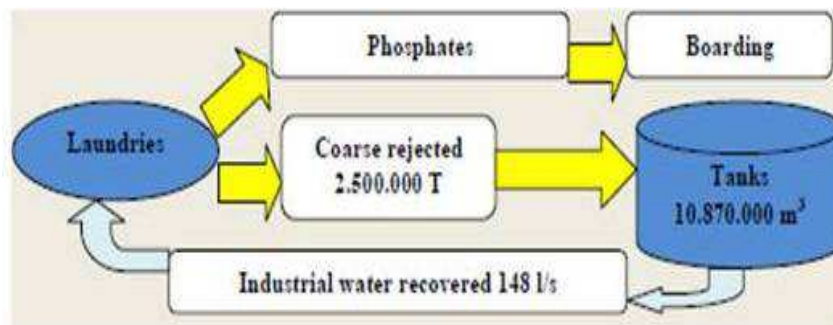 Phosphates
Boarding
Laundries
Coarse rejected
2.500.000 T
Tanks
10.870.000 m³
Industrial water recovered 148 l/s